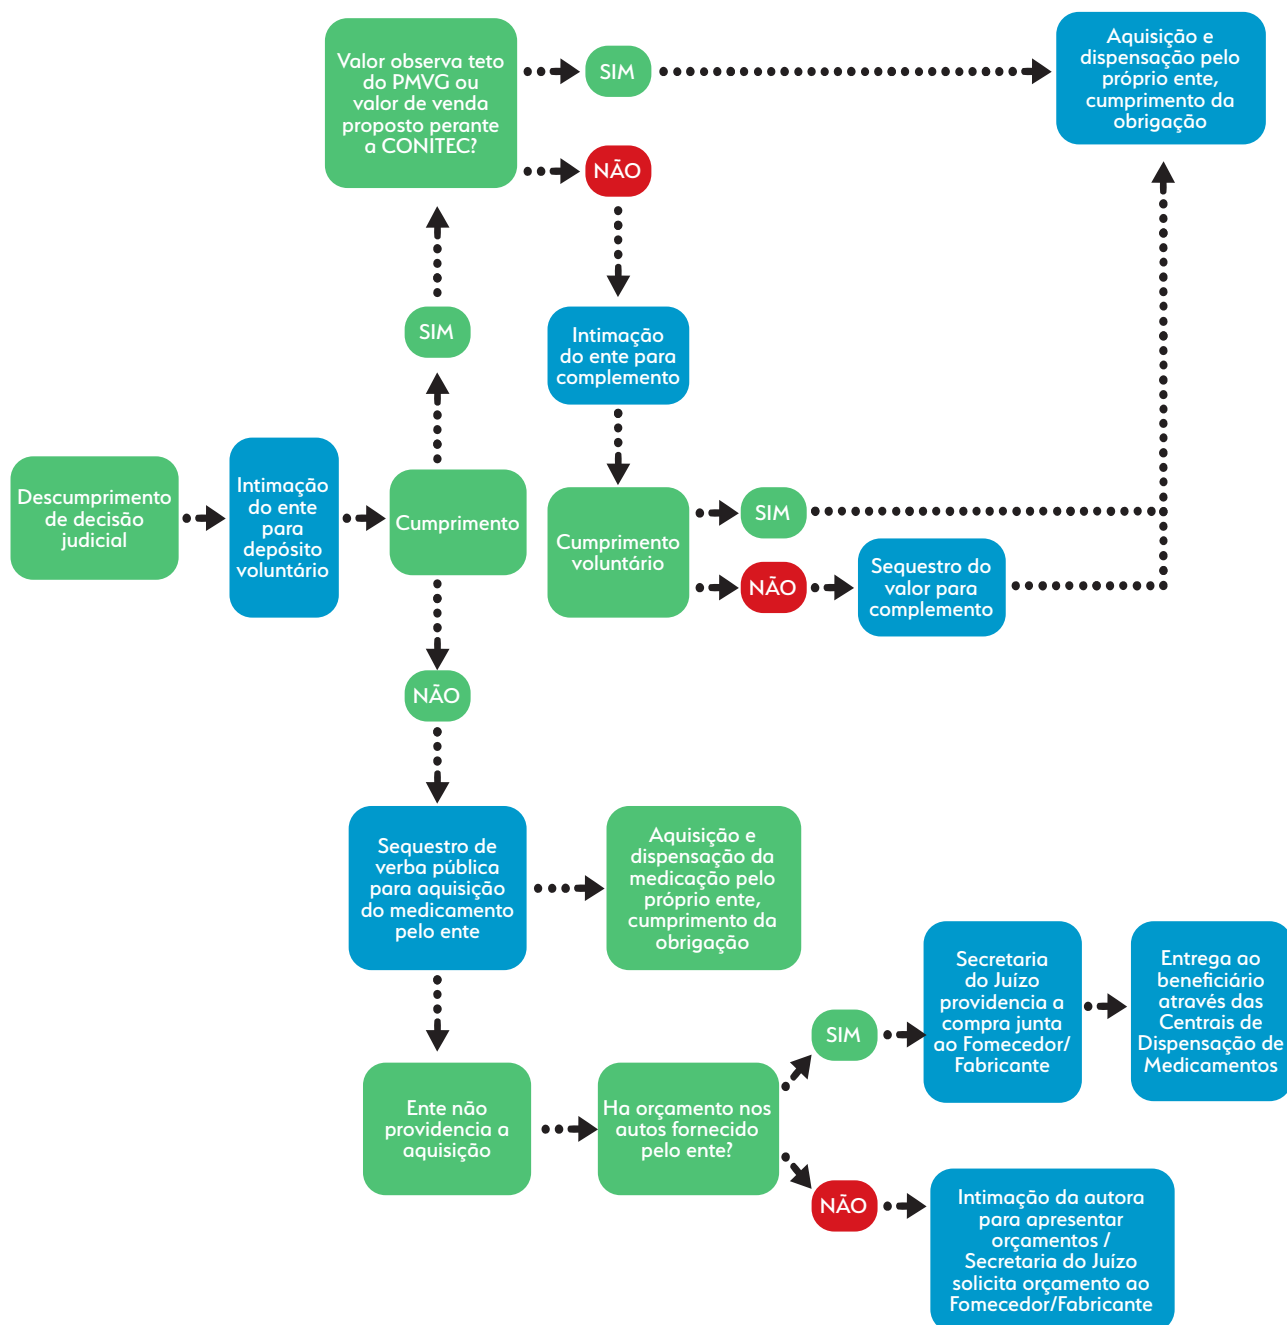 Valor observa teto
do PMVG ou
valor de venda
proposto perante
a CONITEC?
SIM
Aquisição e
dispensação pelo
próprio ente,
cumprimento da
obrigação
NÃO
SIM
Intimação
do ente para
complemento
Descumprimento
de decisão
judicial
Intimação
do ente
para
depósito
voluntário
Cumprimento
Cumprimento
voluntário
SIM
NÃO
Sequestro do
valor para
complemento
NÃO
Sequestro de
verba pública
para aquisição
do medicamento
pelo ente
Aquisição e
dispensação da
medicação pelo
próprio ente,
cumprimento da
obrigação
Ente não
providencia a
aquisição
Ha orçamento nos
autos fornecido
pelo ente?
SIM
Secretaria
do Juízo
providencia a
compra junta
ao Fomecedor/
Fabricante
Entrega ao
beneficiário
através das
Centrais de
Dispensação de
Medicamentos
NÃO
Intimação da autora
para apresentar
orçamentos /
Secretaria do Juízo
solicita orçamento ao
Fomecedor/Fabricante